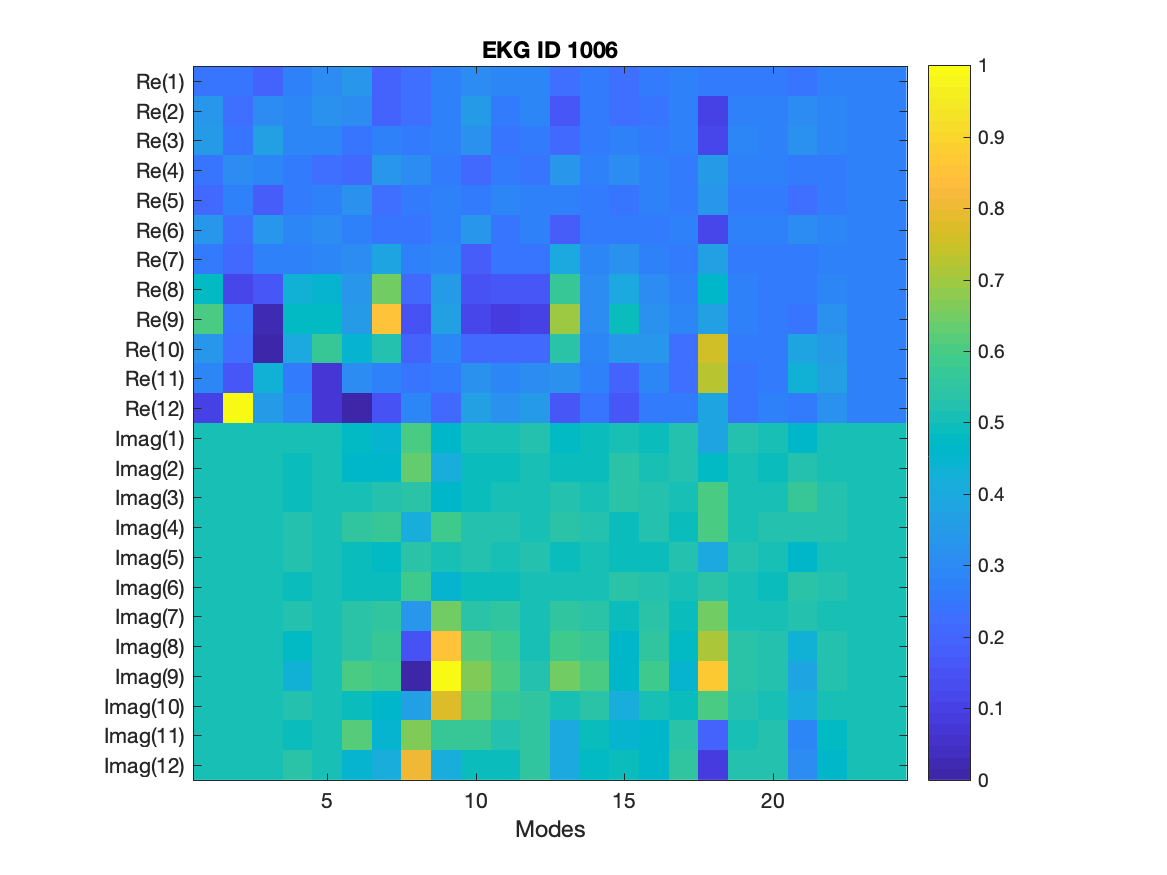 EKG ID 1006
Re(1)
Re(2)
Re(3)
Re(4)
Re(5)
Re(6)
Re(7)
Re(8)
Re(9)
Re(10)
Re(11)
Re(12)
Imag(1)
Imag(2)
Imag(3)
Imag(4)
Imag(5)
Imag(6)
Imag(7)
Imag(8)
Imag(9)
Imag(10)
Imag(11)
Imag(12)
5 10 15 20
Modes
1
0.9
0.8
0.7
0.6
0.5
0.4
0.3
0.2
0.1
0